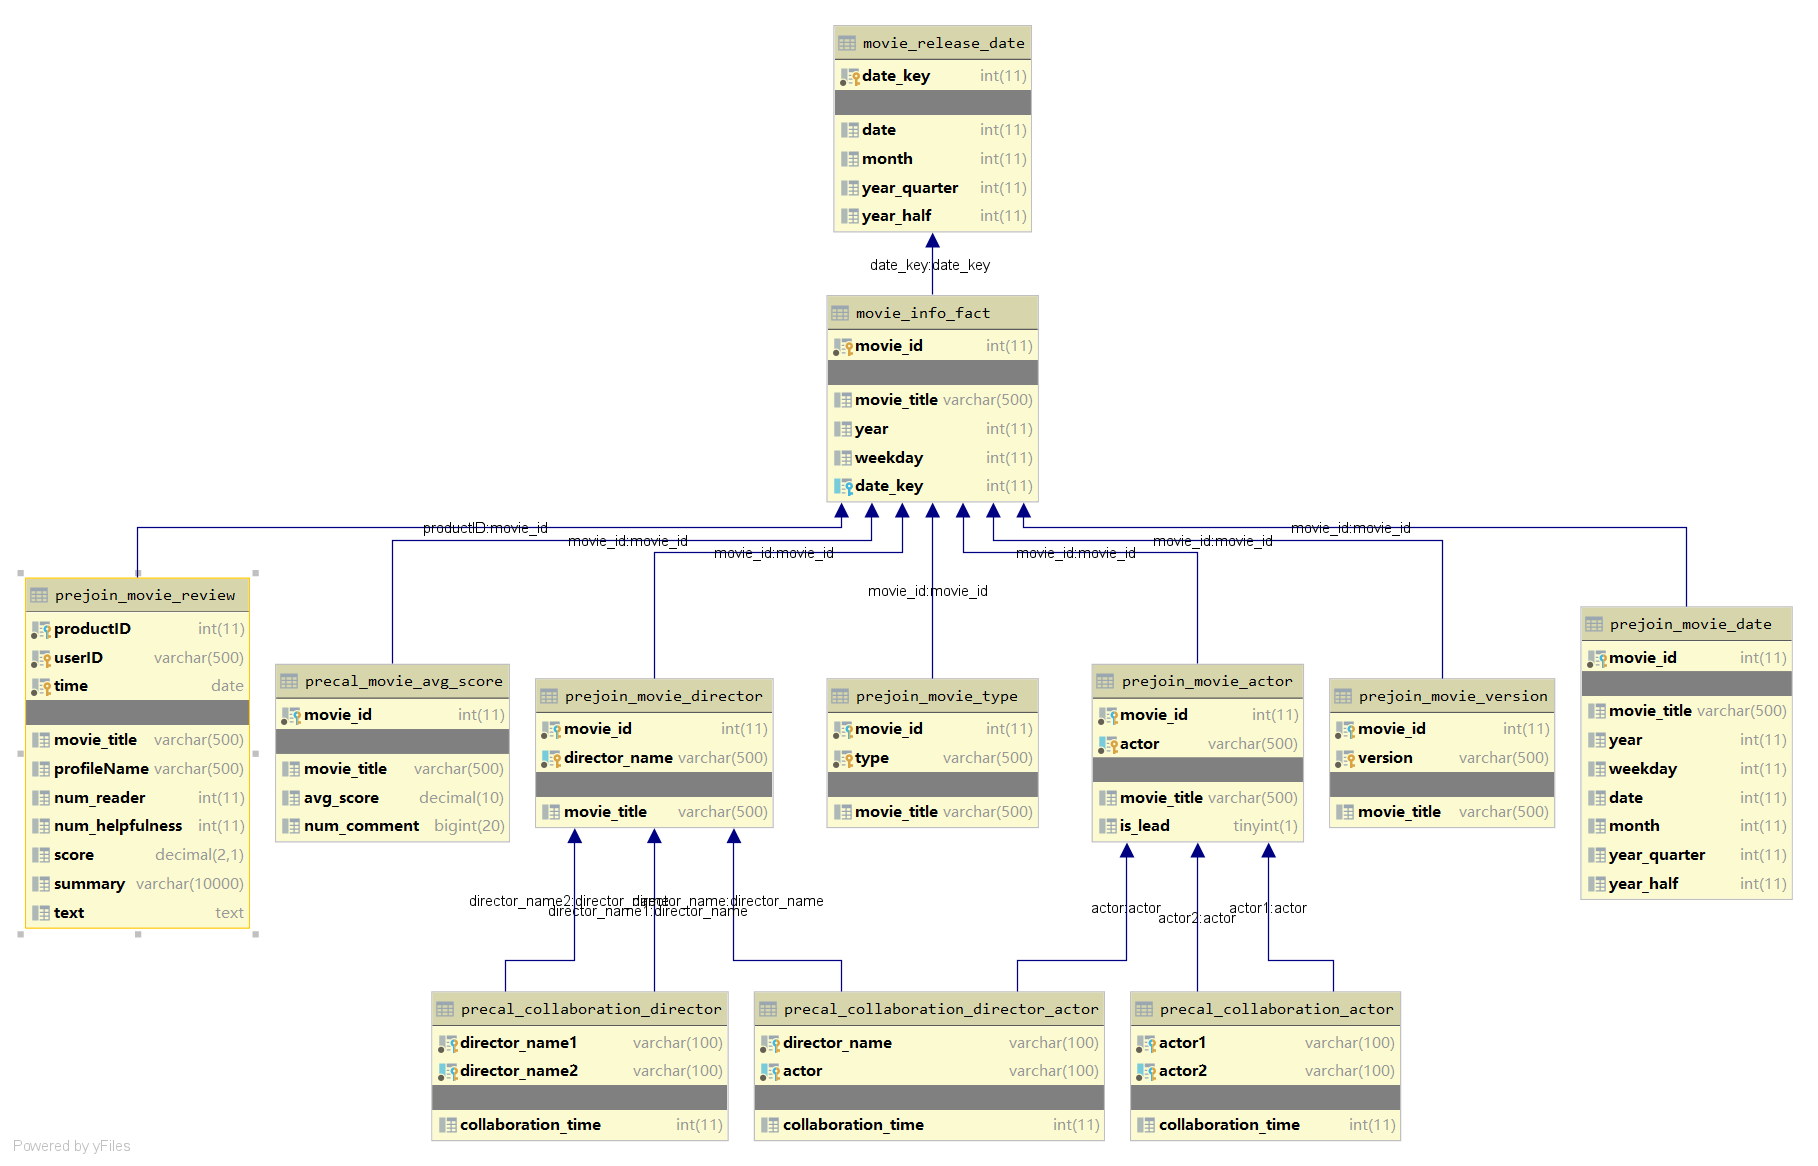 movie_release_date
date_key int(11)
date int(11)
month int(11)
year_quarter int(11)
year_half int(11)
date_key:date_key
movie_info_fact
movie_id int(11)
movie_title varchar(500)
year int(11)
weekday int(11)
date_key int(11)
productID:movie_id
movie_id:movie_id
movie_id:movie_id
movie_id:movie_id
movie_id:movie_id
movie_id:movie_id
movie_id:movie_id
prejoin_movie_review
productID int(11)
userID varchar(500)
time date
movie_title varchar(500)
profileName varchar(500)
num_reader int(11)
num_helpfulness int(11)
score decimal(2,1)
summary varchar(10000)
text text
precal_movie_avg_score
movie_id int(11)
movie_title varchar(500)
avg_score decimal(10)
num_comment bigint(20)
prejoin_movie_director
movie_id int(11)
director_name varchar(500)
movie_title varchar(500)
prejoin_movie_type
movie_id int(11)
type varchar(500)
movie_title varchar(500)
prejoin_movie_actor
movie_id int(11)
actor varchar(500)
movie_title varchar(500)
is_lead tinyint(1)
prejoin_movie_version
movie_id int(11)
version varchar(500)
movie_title varchar(500)
prejoin_movie_date
movie_id int(11)
movie_title varchar(500)
year int(11)
weekday int(11)
date int(11)
month int(11)
year_quarter int(11)
year_half int(11)
director_name2:director_name
director_name1:director_name
director_name:director_name
actor:actor
actor2:actor
actor1:actor
precal_collaboration_director
director_name1 varchar(100)
director_name2 varchar(100)
collaboration_time int(11)
precal_collaboration_director_actor
director_name varchar(100)
actor varchar(100)
collaboration_time int(11)
precal_collaboration_actor
actor1 varchar(100)
actor2 varchar(100)
collaboration_time int(11)
Powered by yFiles